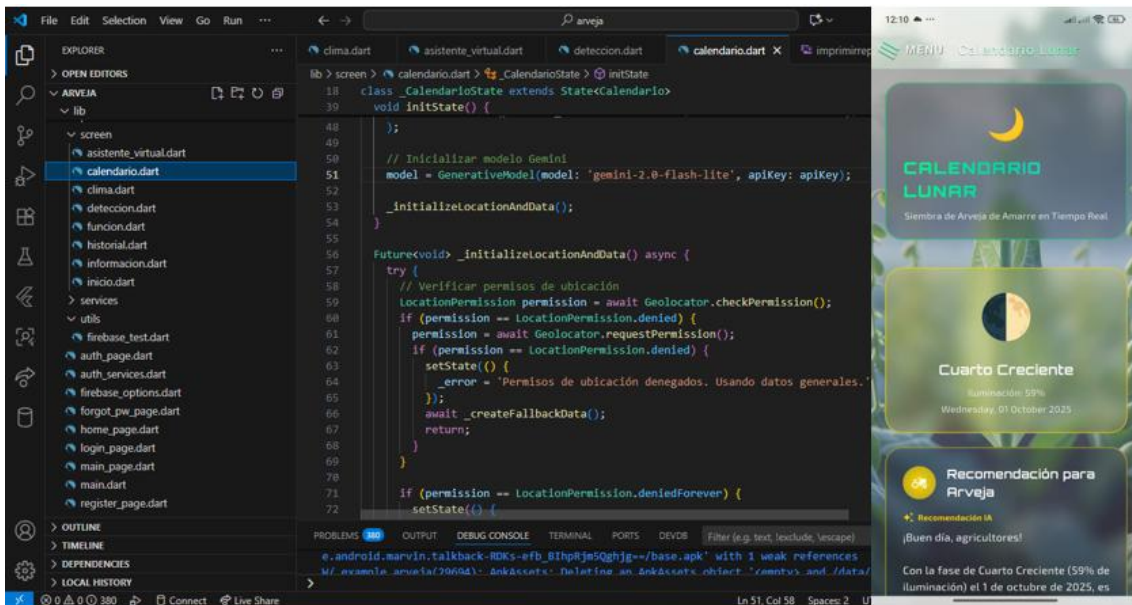 File Edit Selection View Go Run ···
arveja
EXPLORER
···
OPEN EDITORS
ARVEJA
lib
screen
asistente_virtual.dart
calendario.dart
clima.dart
deteccion.dart
funcion.dart
historial.dart
informacion.dart
inicio.dart
services
utils
firebase_test.dart
auth_page.dart
auth_services.dart
firebase_options.dart
forgot_pw_page.dart
home_page.dart
login_page.dart
main_page.dart
main.dart
register_page.dart
OUTLINE
TIMELINE
DEPENDENCIES
LOCAL HISTORY
clima.dart asistente_virtual.dart deteccion.dart calendario.dart imprimirrep
lib > screen > calendario.dart > _CalendarioState > initState
18 class _CalendarioState extends State<Calendario>
39 void initState() {
48 );
49
50 // Inicializar modelo Gemini
51 model = GenerativeModel(model: 'gemini-2.0-flash-lite', apiKey: apiKey);
52
53 _initializeLocationAndData();
54 }
55
56 Future<void> _initializeLocationAndData() async {
57 try {
58 // Verificar permisos de ubicación
59 LocationPermission permission = await Geolocator.checkPermission();
60 if (permission == LocationPermission.denied) {
61 permission = await Geolocator.requestPermission();
62 if (permission == LocationPermission.denied) {
63 setState(() {
64 _error = 'Permisos de ubicación denegados. Usando datos generales.'
65 });
66 await _createFallbackData();
67 return;
68 }
69 }
70
71 if (permission == LocationPermission.deniedForever) {
72 setState(() {
PROBLEMS 380 OUTPUT DEBUG CONSOLE TERMINAL PORTS DEVDB Filter (e.g. text, !exclude, \escape)
with 1 weak references
Deleting an ApkAssets object '<empty> and /data/
0 0 380 Connect Live Share
Ln 51, Col 58 Spaces: 2
12:10
MENU Calendario Lunar
CALENDARIO
LUNAR
Siembra de Arveja de Amarre en Tiempo Real
Cuarto Creciente
Iluminación: 59%
Wednesday, 01 October 2025
Recomendación para
Arveja
Recomendación IA
¡Buen día, agricultores!
Con la fase de Cuarto Creciente (59% de
iluminación) el 1 de octubre de 2025, es